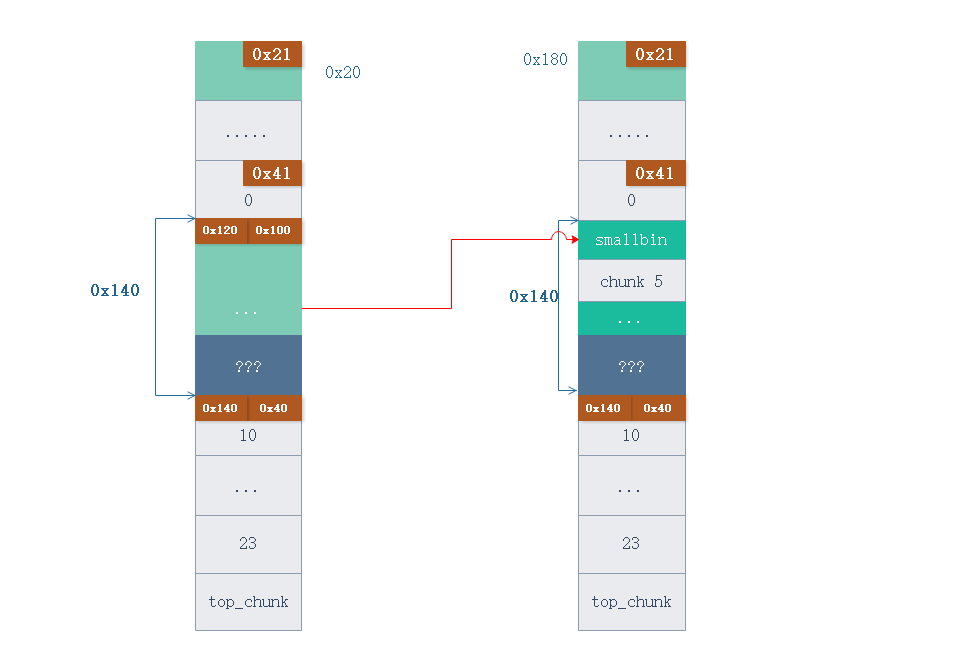 0x21
0x20
.....
0x41
0
0x120 0x100
0x140
...
???
0x140 0x40
10
...
23
top_chunk
0x180
0x21
.....
0x41
0
smallbin
chunk 5
0x140
...
???
0x140 0x40
10
...
23
top_chunk